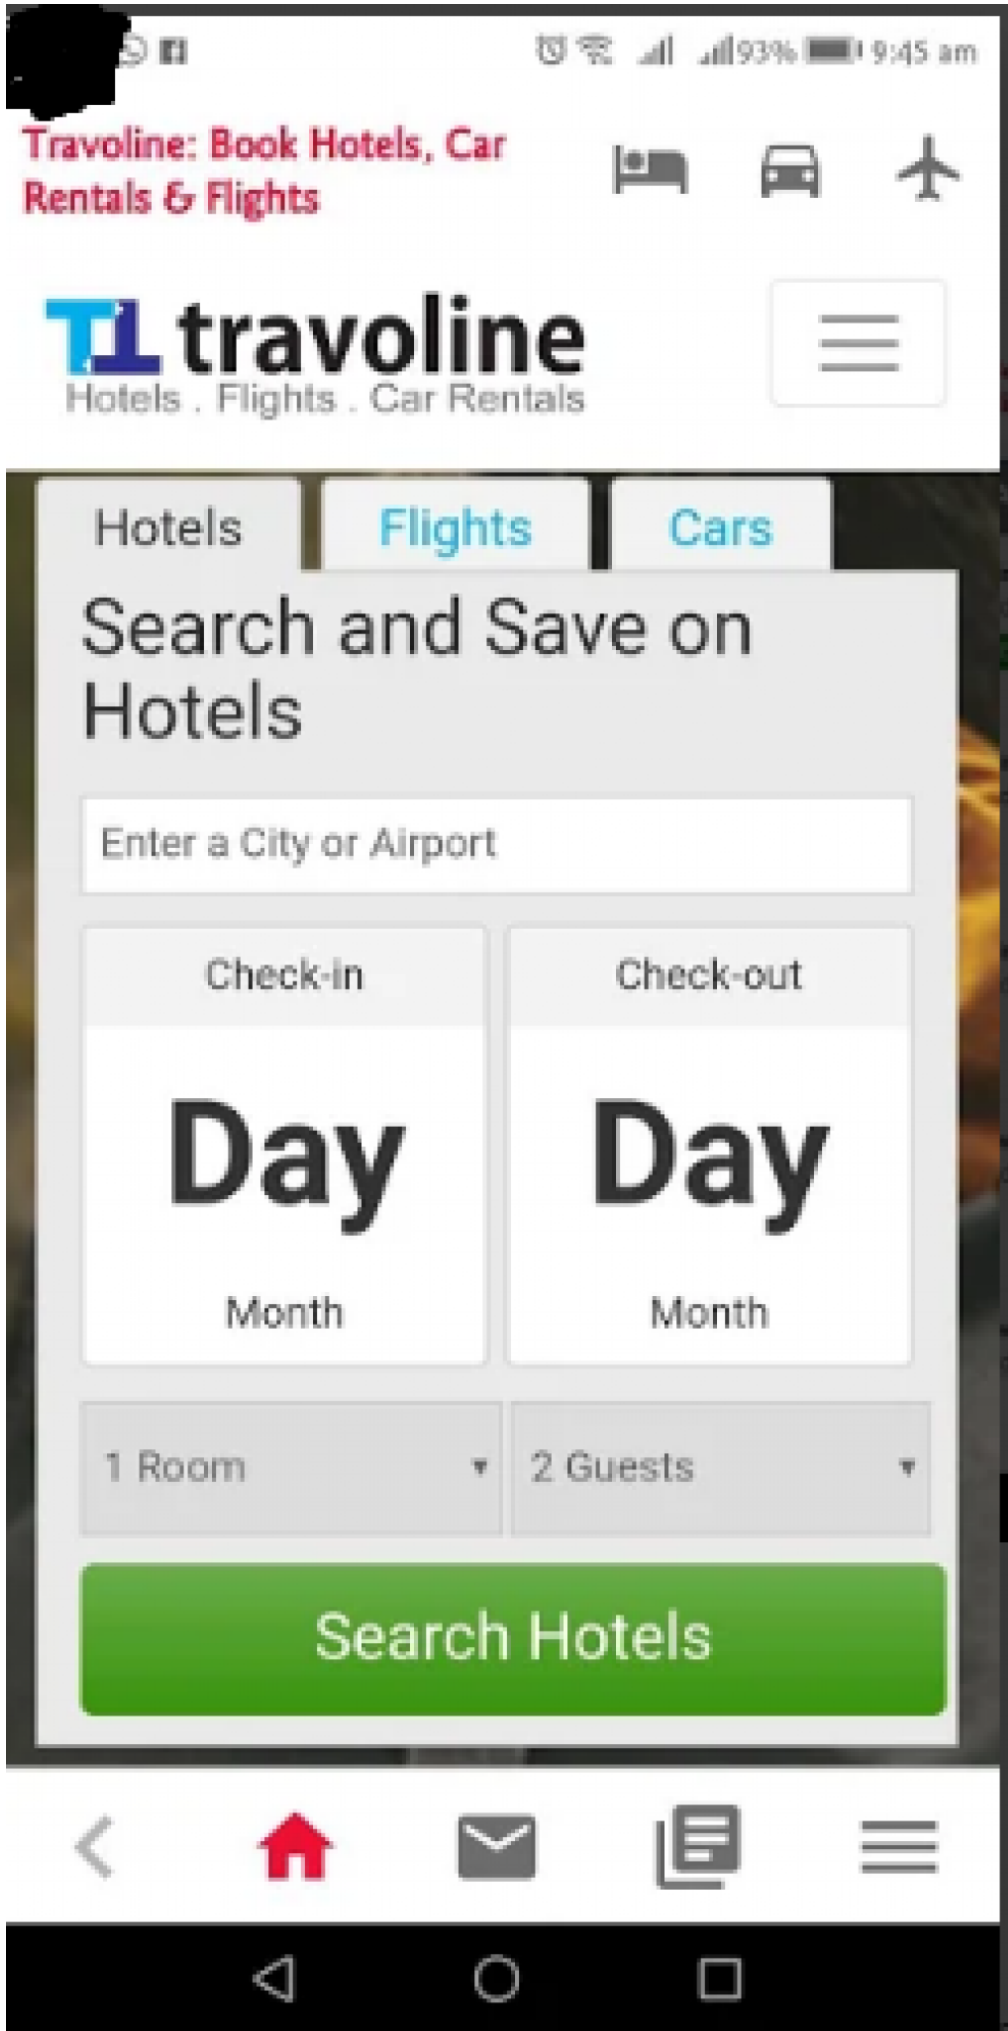 93% 9:45 am
Travoline: Book Hotels, Car
Rentals & Flights
TL travoline
Hotels . Flights . Car Rentals
Hotels Flights Cars
Search and Save on
Hotels
Enter a City or Airport
Check-in Check-out
Day Day
Month Month
1 Room 2 Guests
Search Hotels